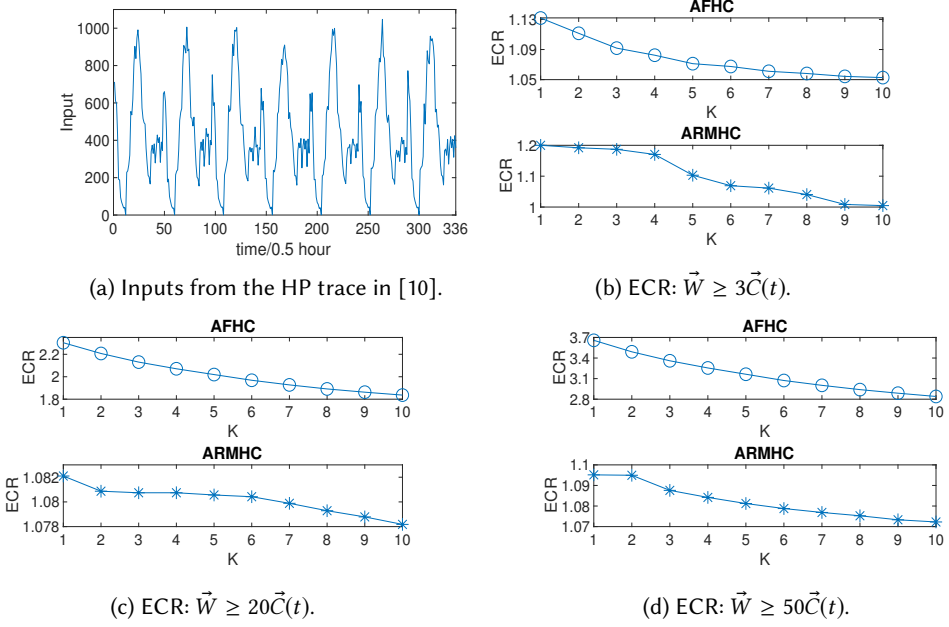 1000
800
600
400
200
0
Input
0 50 100 150 200 250 300 336
time/0.5 hour
(a) Inputs from the HP trace in [10].
AFHC
1.13
1.09
1.05
ECR
1 2 3 4 5 6 7 8 9 10
K
ARMHC
1.2
1.1
1
ECR
1 2 3 4 5 6 7 8 9 10
K
(b) ECR: W⃗ ≥ 3C⃗(t).
AFHC
2.2
2
1.8
ECR
1 2 3 4 5 6 7 8 9 10
K
ARMHC
1.082
1.08
1.078
ECR
1 2 3 4 5 6 7 8 9 10
K
(c) ECR: W⃗ ≥ 20C⃗(t).
AFHC
3.7
3.4
3.1
2.8
ECR
1 2 3 4 5 6 7 8 9 10
K
ARMHC
1.1
1.09
1.08
1.07
ECR
1 2 3 4 5 6 7 8 9 10
K
(d) ECR: W⃗ ≥ 50C⃗(t).